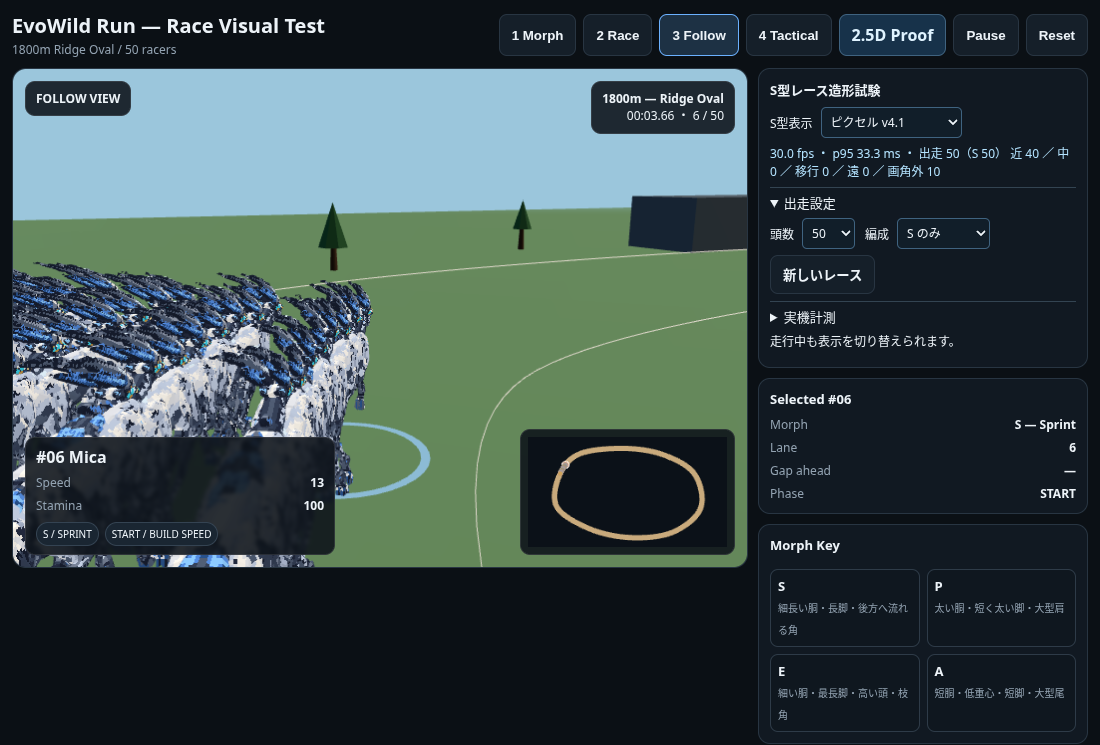 EvoWild Run — Race Visual Test
1800m Ridge Oval / 50 racers
1 Morph
2 Race
3 Follow
4 Tactical
2.5D Proof
Pause
Reset
FOLLOW VIEW
1800m — Ridge Oval
00:03.66 • 6 / 50
#06 Mica
Speed 13
Stamina 100
S / SPRINT
START / BUILD SPEED
S型レース造形試験
S型表示 ピクセル v4.1
30.0 fps ・ p95 33.3 ms ・ 出走 50（S 50） 近 40 ／ 中
0 ／ 移行 0 ／ 遠 0 ／ 画角外 10
▼ 出走設定
頭数 50 編成 S のみ
新しいレース
▶ 実機計測
走行中も表示を切り替えられます。
Selected #06
Morph S — Sprint
Lane 6
Gap ahead —
Phase START
Morph Key
S
細長い胴・長脚・後方へ流れ
る角
P
太い胴・短く太い脚・大型肩
E
細い胴・最長脚・高い頭・枝
角
A
短胴・低重心・短脚・大型尾